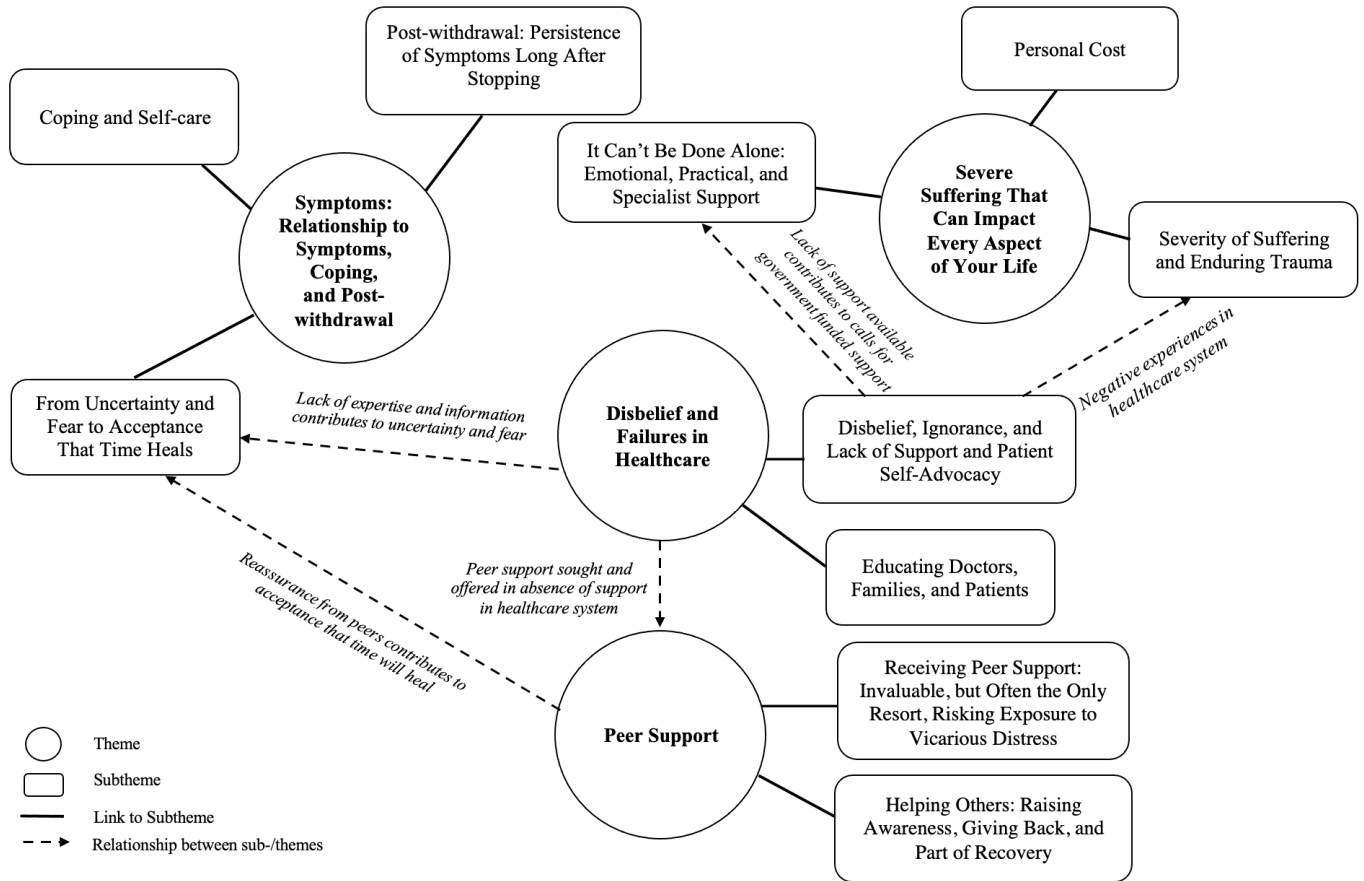 Post-withdrawal: Persistence
of Symptoms Long After
Stopping
Personal Cost
Coping and Self-care
It Can’t Be Done Alone:
Emotional, Practical, and
Specialist Support
Severe
Suffering That
Can Impact
Every Aspect
of Your Life
Symptoms:
Relationship to
Symptoms,
Coping,
and Post-
withdrawal
Severity of Suffering
and Enduring Trauma
Lack of support available
contributes to calls for
government funded support
Negative experiences in
healthcare system
From Uncertainty and
Fear to Acceptance
That Time Heals
Lack of expertise and information
contributes to uncertainty and fear
Disbelief and
Failures in
Healthcare
Disbelief, Ignorance, and
Lack of Support and Patient
Self-Advocacy
Educating Doctors,
Families, and Patients
Reassurance from peers contributes to
acceptance that time will heal
Peer support sought and
offered in absence of support
in healthcare system
Receiving Peer Support:
Invaluable, but Often the Only
Resort, Risking Exposure to
Vicarious Distress
Peer Support
Helping Others: Raising
Awareness, Giving Back, and
Part of Recovery
Theme
Subtheme
Link to Subtheme
Relationship between sub-/themes